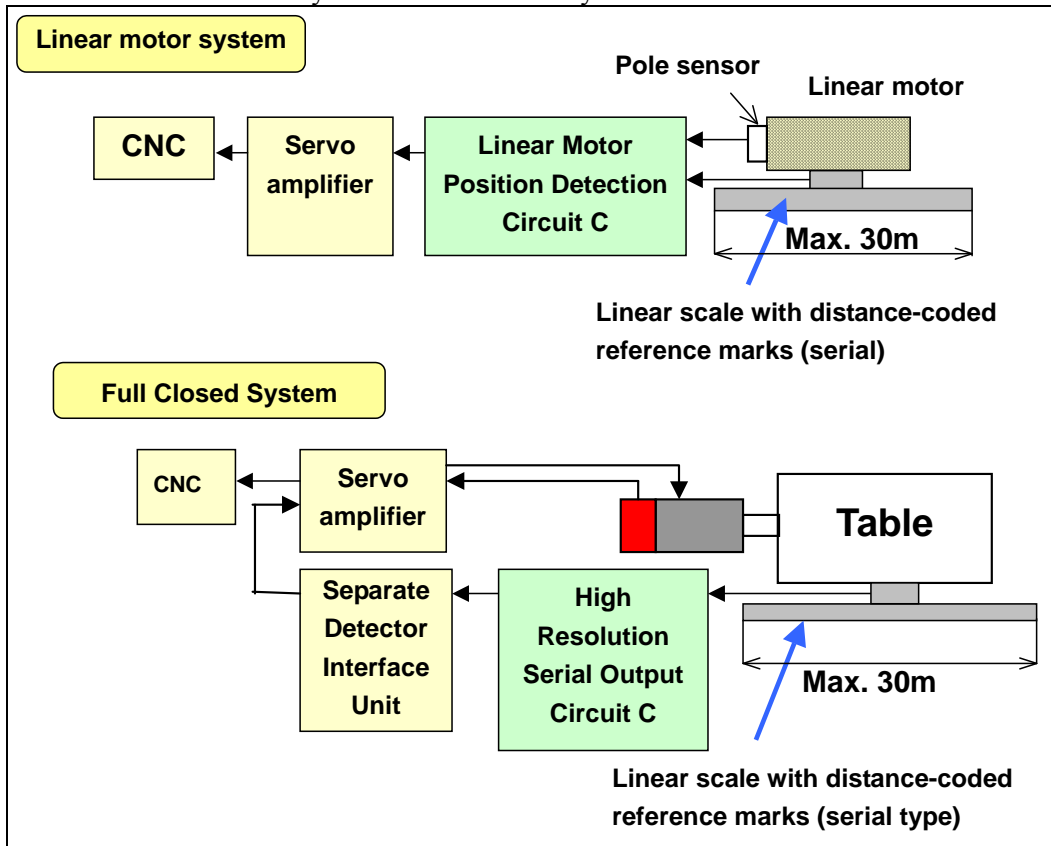 Linear motor system
Pole sensor
Linear motor
CNC
Servo
amplifier
Linear Motor
Position Detection
Circuit C
Max. 30m
Linear scale with distance-coded
reference marks (serial)
Full Closed System
CNC
Servo
amplifier
Table
Separate
Detector
Interface
Unit
High
Resolution
Serial Output
Circuit C
Max. 30m
Linear scale with distance-coded
reference marks (serial type)